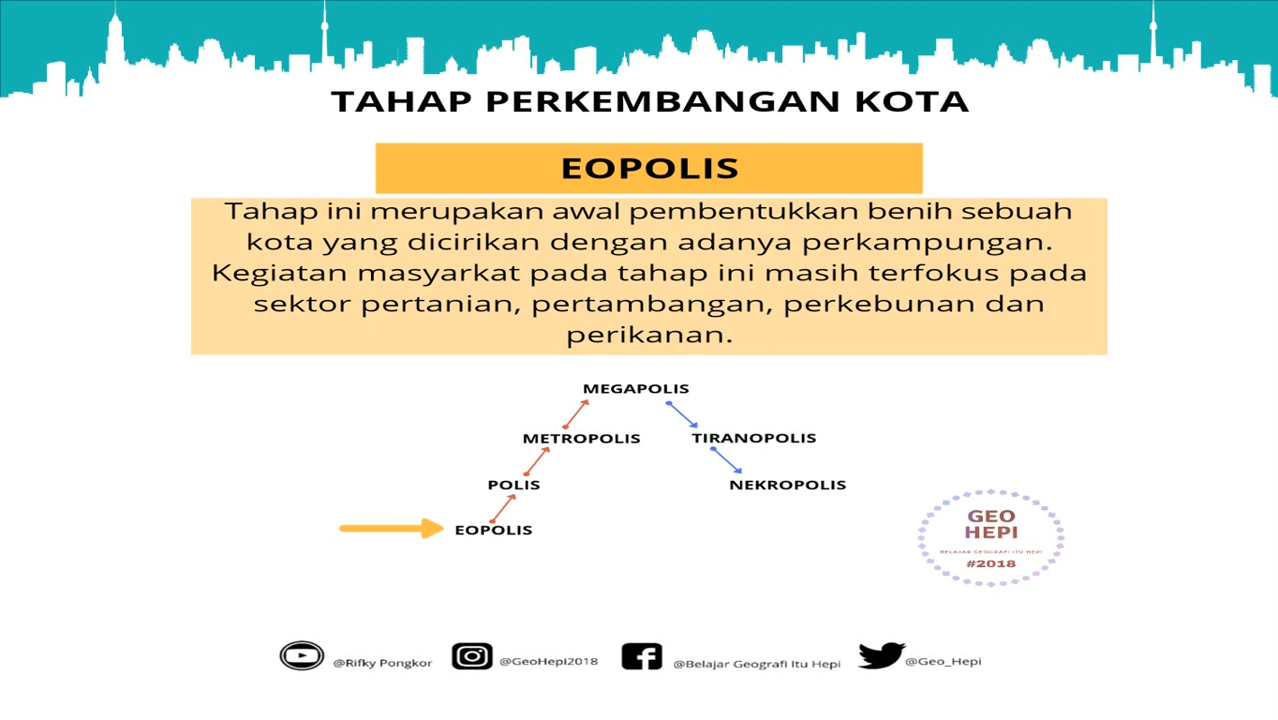 TAHAP PERKEMBANGAN KOTA
EOPOLIS
Tahap ini merupakan awal pembentukkan benih sebuah
kota yang dicirikan dengan adanya perkampungan.
Kegiatan masyarkat pada tahap ini masih terfokus pada
sektor pertanian, pertambangan, perkebunan dan
perikanan.
MEGAPOLIS
METROPOLIS
TIRANOPOLIS
POLIS
NEKROPOLIS
EOPOLIS
GEO
HEPI
BELAJAR GEOGRAFI ITU HEPI
#2018
@Rifky Pongkor
@GeoHepi2018
@Belajar Geografi Itu Hepi
@Geo_Hepi